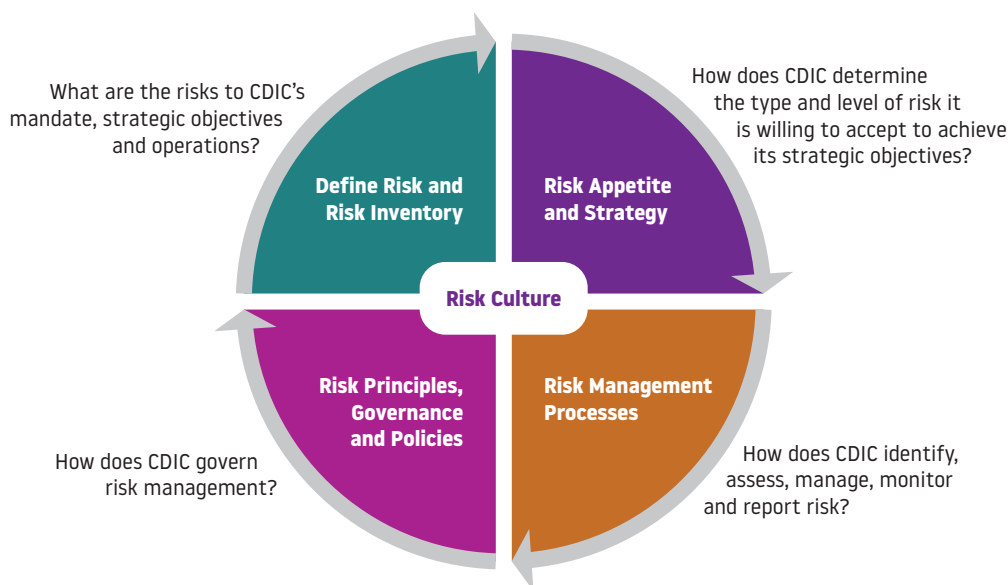 What are the risks to CDIC’s
mandate, strategic objectives
and operations?
How does CDIC determine
the type and level of risk it
is willing to accept to achieve
its strategic objectives?
Define Risk and
Risk Inventory
Risk Appetite
and Strategy
Risk Culture
Risk Principles,
Governance
and Policies
Risk Management
Processes
How does CDIC govern
risk management?
How does CDIC identify,
assess, manage, monitor
and report risk?